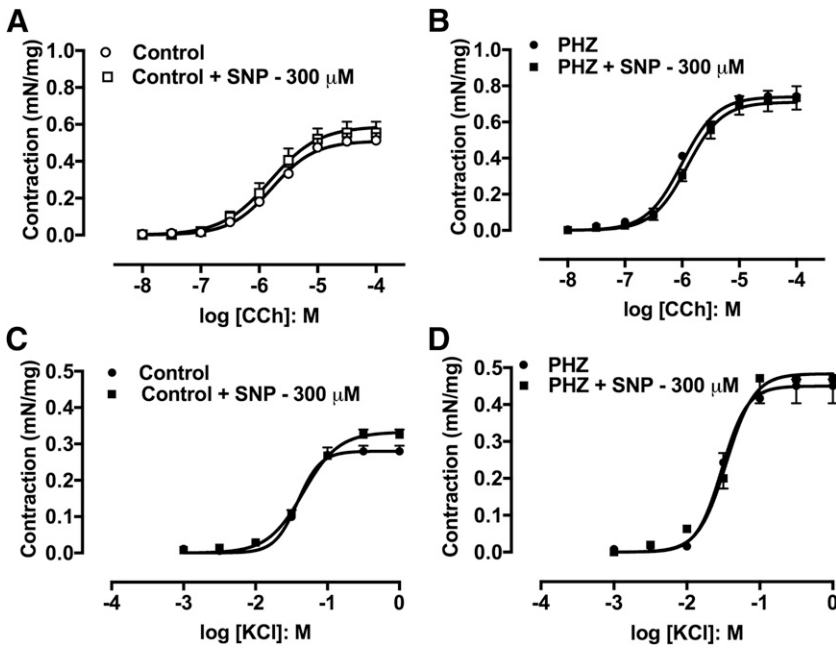 A
Control
Control + SNP - 300 μM
Contraction (mN/mg)
1.0
0.8
0.6
0.4
0.2
0.0
-8 -7 -6 -5 -4
log [CCh]: M
B
PHZ
PHZ + SNP - 300 μM
Contraction (mN/mg)
1.0
0.8
0.6
0.4
0.2
0.0
-8 -7 -6 -5 -4
log [CCh]: M
C
Control
Control + SNP - 300 μM
Contraction (mN/mg)
0.5
0.4
0.3
0.2
0.1
0.0
-4 -3 -2 -1 0
log [KCl]: M
D
PHZ
PHZ + SNP - 300 μM
Contraction (mN/mg)
0.5
0.4
0.3
0.2
0.1
0.0
-4 -3 -2 -1 0
log [KCl]: M